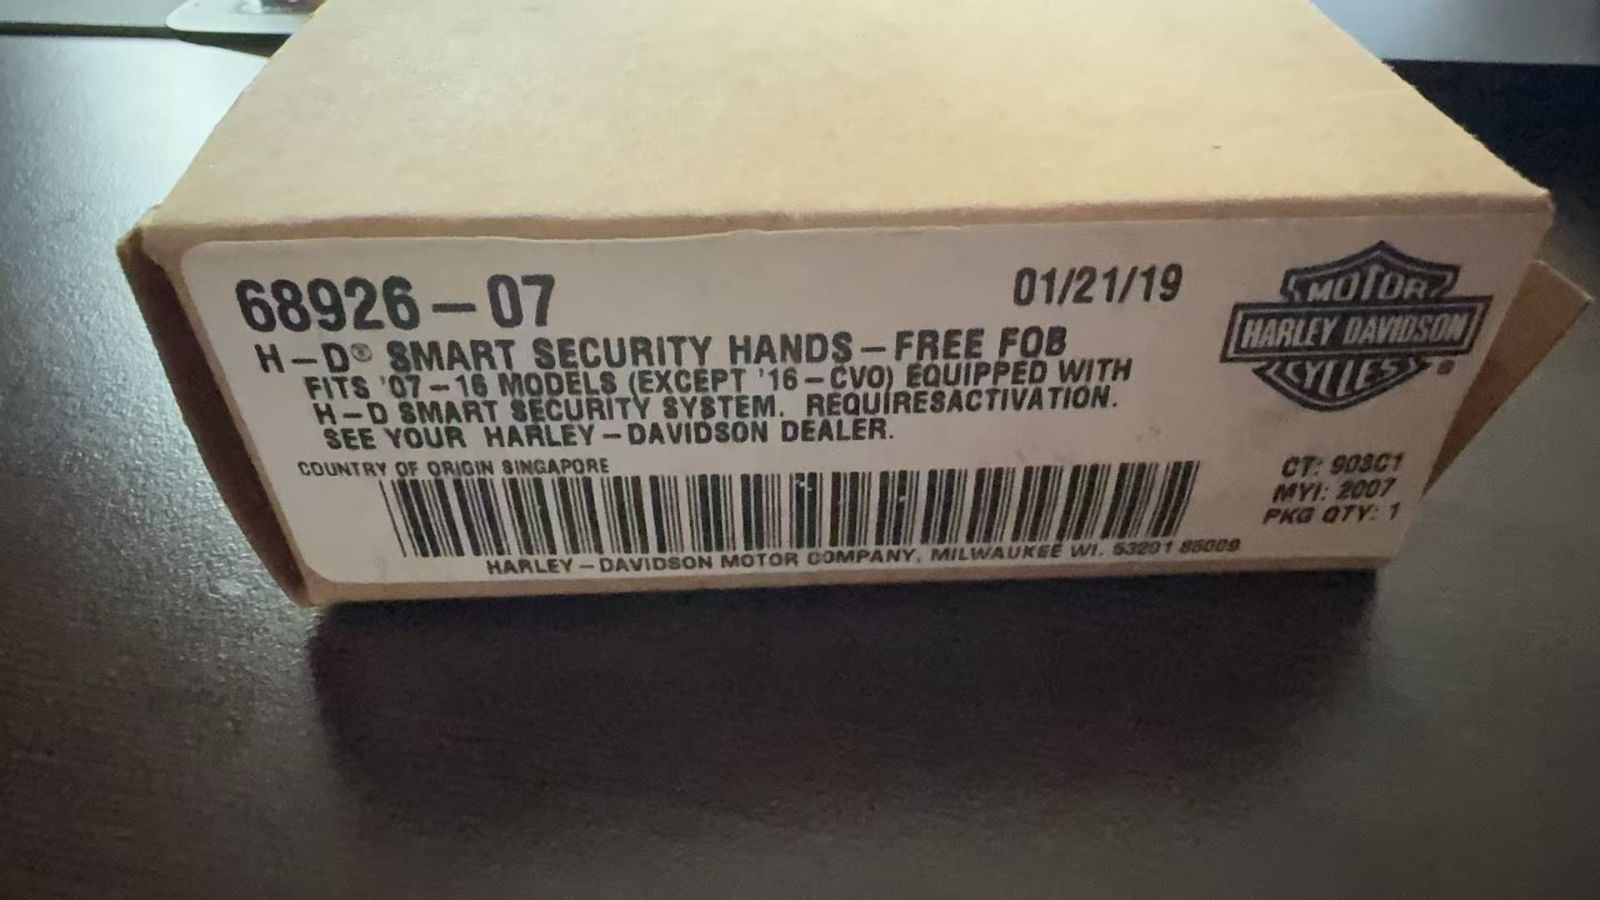 68926-07
01/21/19
H-D® SMART SECURITY HANDS-FREE FOB
FITS '07-16 MODELS (EXCEPT '16-CVO) EQUIPPED WITH
H-D SMART SECURITY SYSTEM. REQUIRESACTIVATION.
SEE YOUR HARLEY-DAVIDSON DEALER.
COUNTRY OF ORIGIN SINGAPORE
HARLEY-DAVIDSON MOTOR COMPANY, MILWAUKEE WI. 53201 85009
MOTOR
HARLEY DAVIDSON
CYCLES
®
CT: 903C1
MYI: 2007
PKG QTY: 1